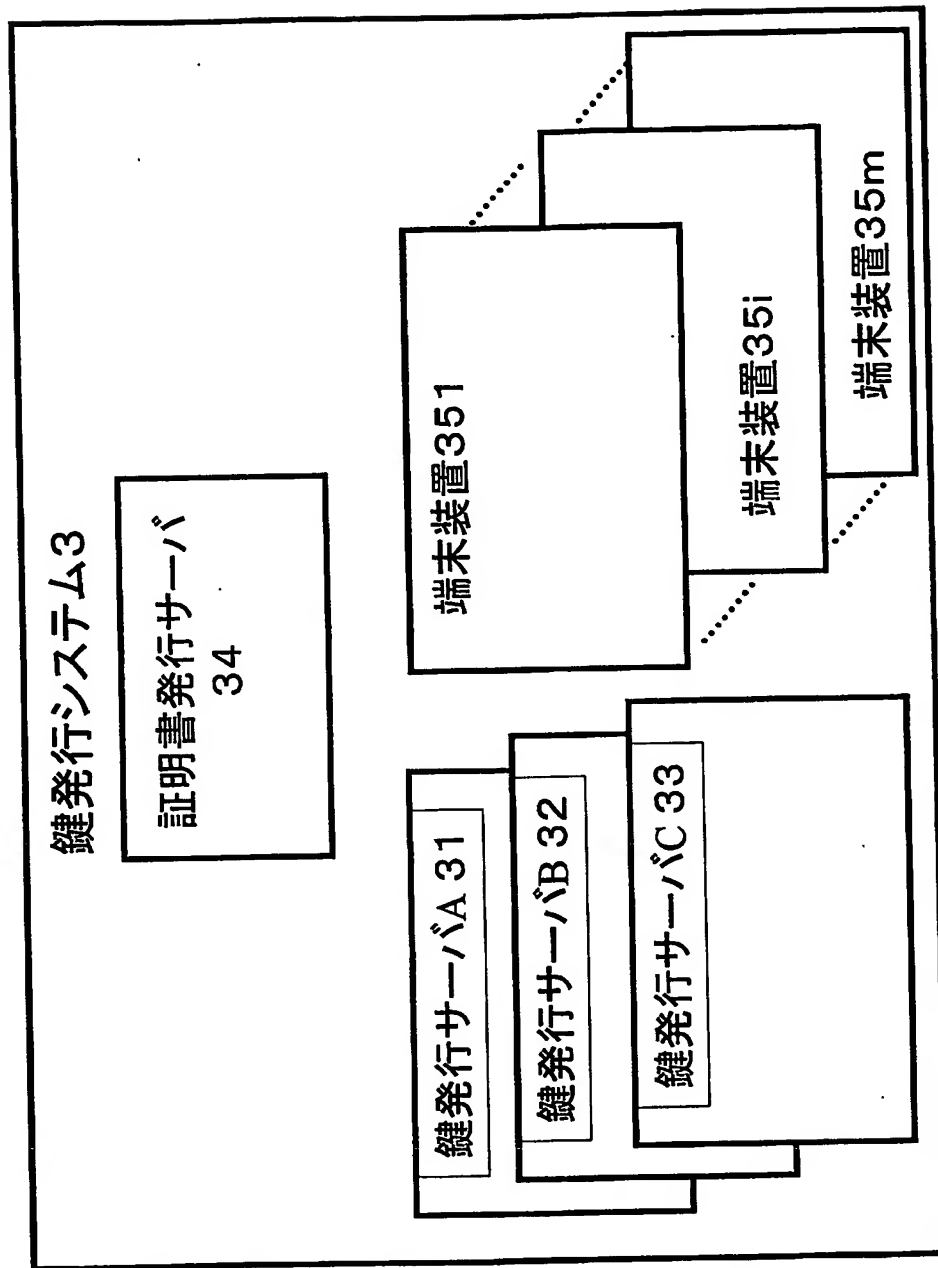 鍵発行システム3
証明書発行サーバ
34
鍵発行サーバA 31
鍵発行サーバB 32
鍵発行サーバC 33
端末装置351
端末装置35i
端末装置35m